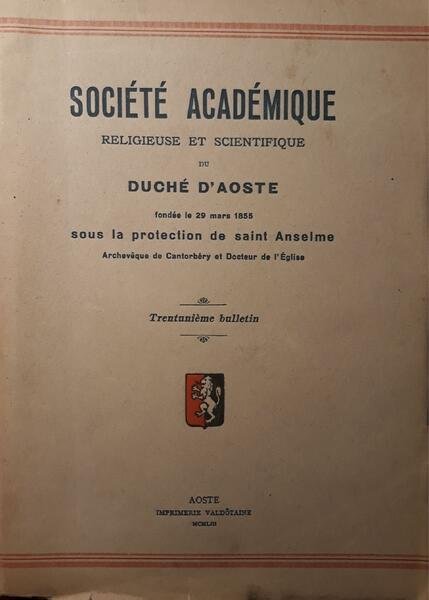 SOCIÉTÉ ACADÉMIQUE
RELIGIEUSE ET SCIENTIFIQUE
DU
DUCHÉ D'AOSTE
fondée le 29 mars 1855
sous la protection de saint Anselme
Archevêque de Cantorbéry et Docteur de l'Église
Trentunième bulletin
AOSTE
IMPRIMERIE VALDÔTAINE
MCMLIII